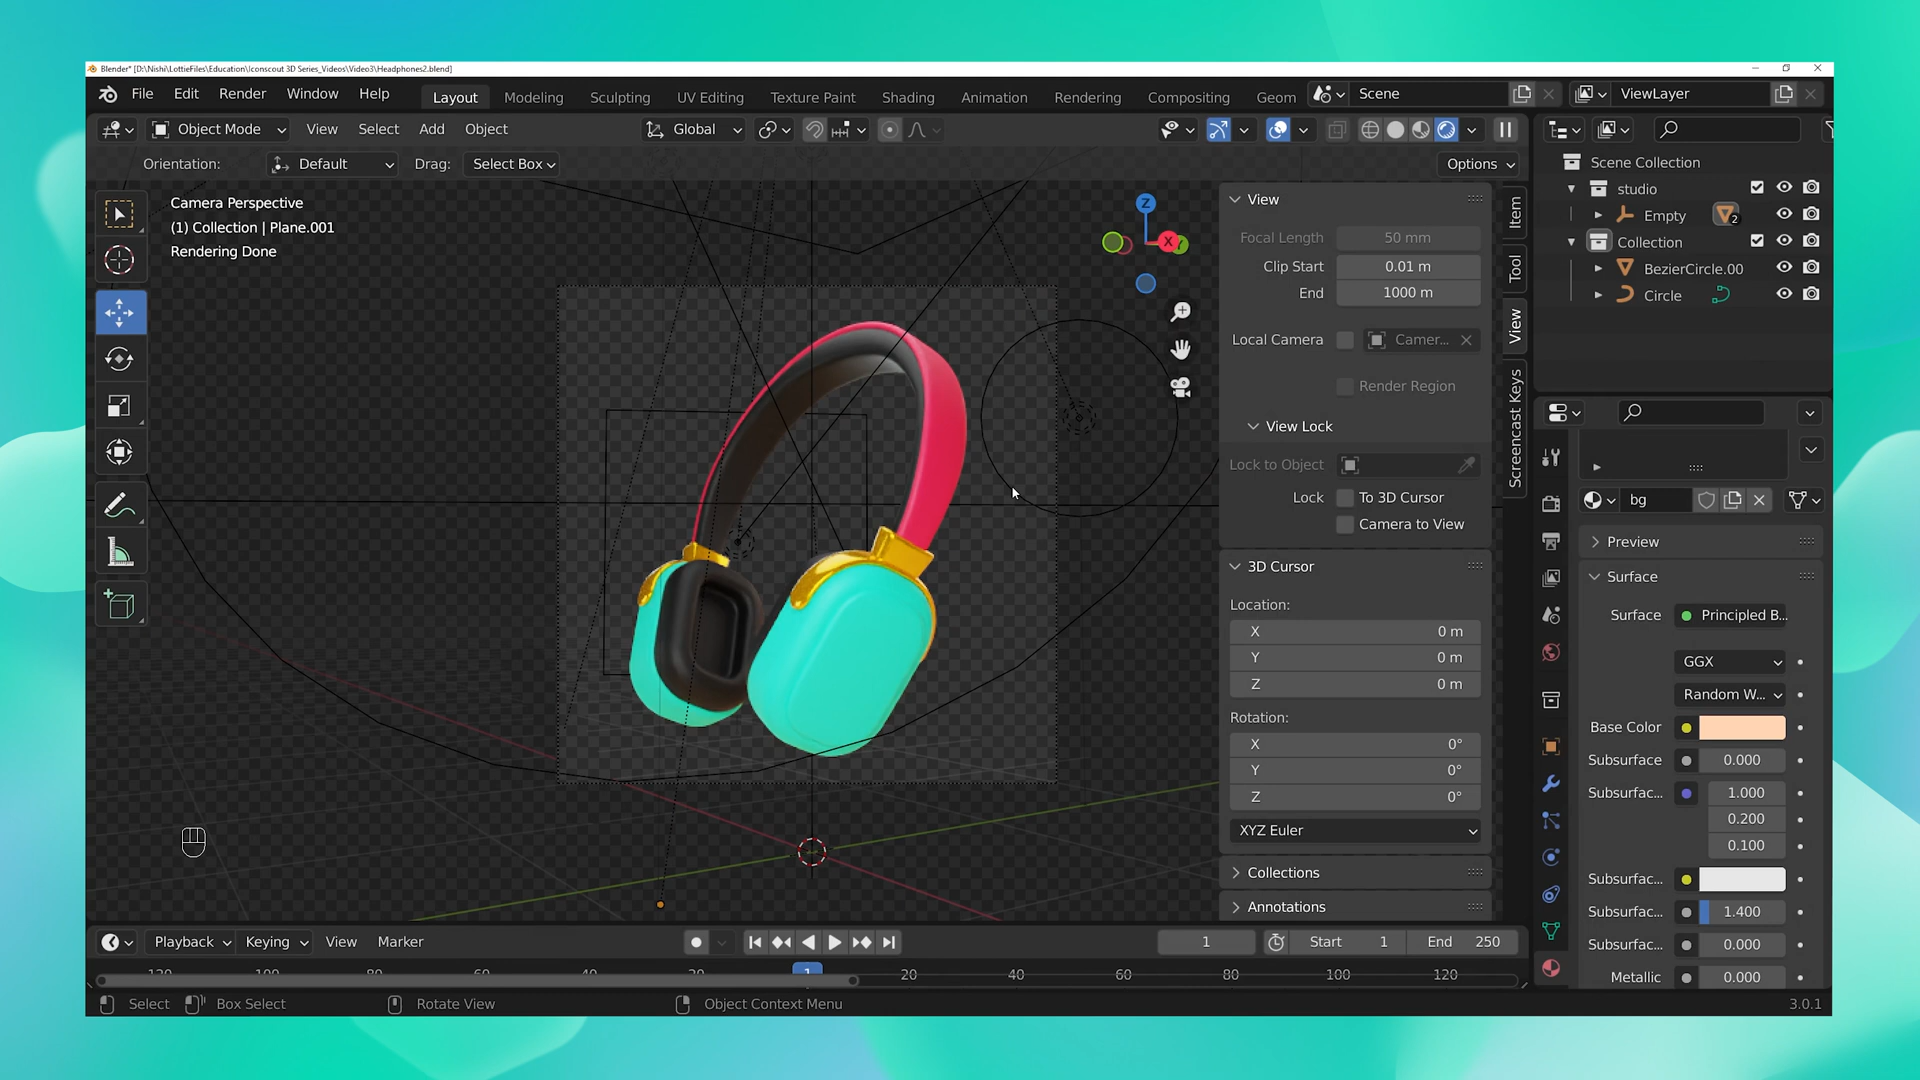 Blender* [D:\Nishi\LottieFiles\Education\Iconscout 3D Series_Videos\Video3\Headphones2.blend]
File Edit Render Window Help Layout Modeling Sculpting UV Editing Texture Paint Shading Animation Rendering Compositing Geom Scene ViewLayer
Object Mode View Select Add Object Global
Orientation: Default Drag: Select Box Options
Camera Perspective
(1) Collection | Plane.001
Rendering Done
Z
X
Y
View
Focal Length 50 mm
Clip Start 0.01 m
End 1000 m
Local Camera Camer...
Render Region
View Lock
Lock to Object
Lock To 3D Cursor
Camera to View
3D Cursor
Location:
X 0 m
Y 0 m
Z 0 m
Rotation:
X 0°
Y 0°
Z 0°
XYZ Euler
Collections
Annotations
Item
Tool
View
Screencast Keys
Scene Collection
studio
Empty 2
Collection
BezierCircle.00
Circle
bg
Preview
Surface
Surface Principled B...
GGX
Random W...
Base Color
Subsurface 0.000
Subsurfac... 1.000
0.200
0.100
Subsurfac...
Subsurfac... 1.400
Subsurfac... 0.000
Metallic 0.000
Playback Keying View Marker 1 Start 1 End 250
120 100 80 60 40 20 1 20 40 60 80 100 120
Select Box Select Rotate View Object Context Menu 3.0.1